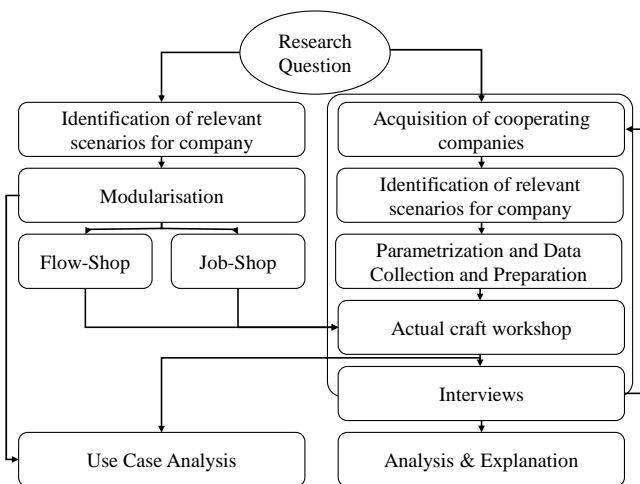 Research
Question
Identification of relevant
scenarios for company
Acquisition of cooperating
companies
Modularisation
Identification of relevant
scenarios for company
Flow-Shop
Job-Shop
Parametrization and Data
Collection and Preparation
Actual craft workshop
Interviews
Use Case Analysis
Analysis & Explanation